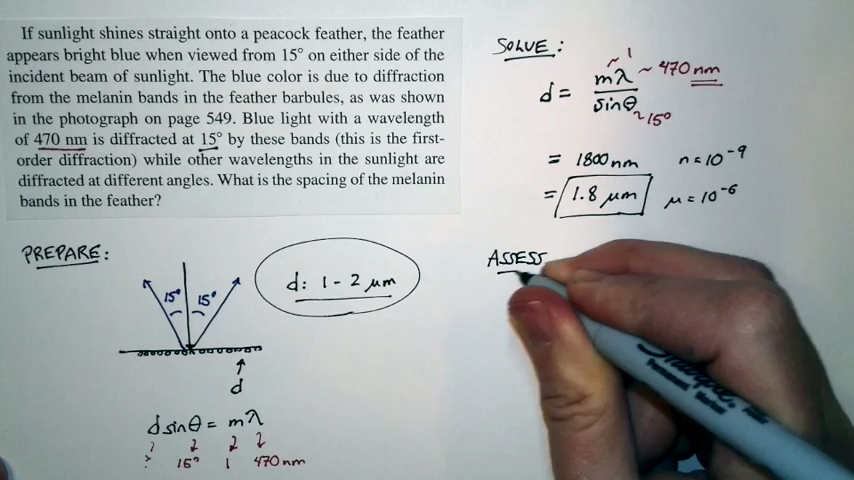 If sunlight shines straight onto a peacock feather, the feather
appears bright blue when viewed from 15° on either side of the
incident beam of sunlight. The blue color is due to diffraction
from the melanin bands in the feather barbules, as was shown
in the photograph on page 549. Blue light with a wavelength
of 470 nm is diffracted at 15° by these bands (this is the first-
order diffraction) while other wavelengths in the sunlight are
diffracted at different angles. What is the spacing of the melanin
bands in the feather?
PREPARE:
15° 15°
d: 1 - 2 μm
d
d sinθ = mλ
? 15° 1 470 nm
SOLVE:
~ 1
d = mλ / sinθ ~ 470 nm
~ 15°
= 1800 nm n = 10⁻⁹
= 1.8 μm μ = 10⁻⁶
ASSESS
Sharpie
Permanent Marker